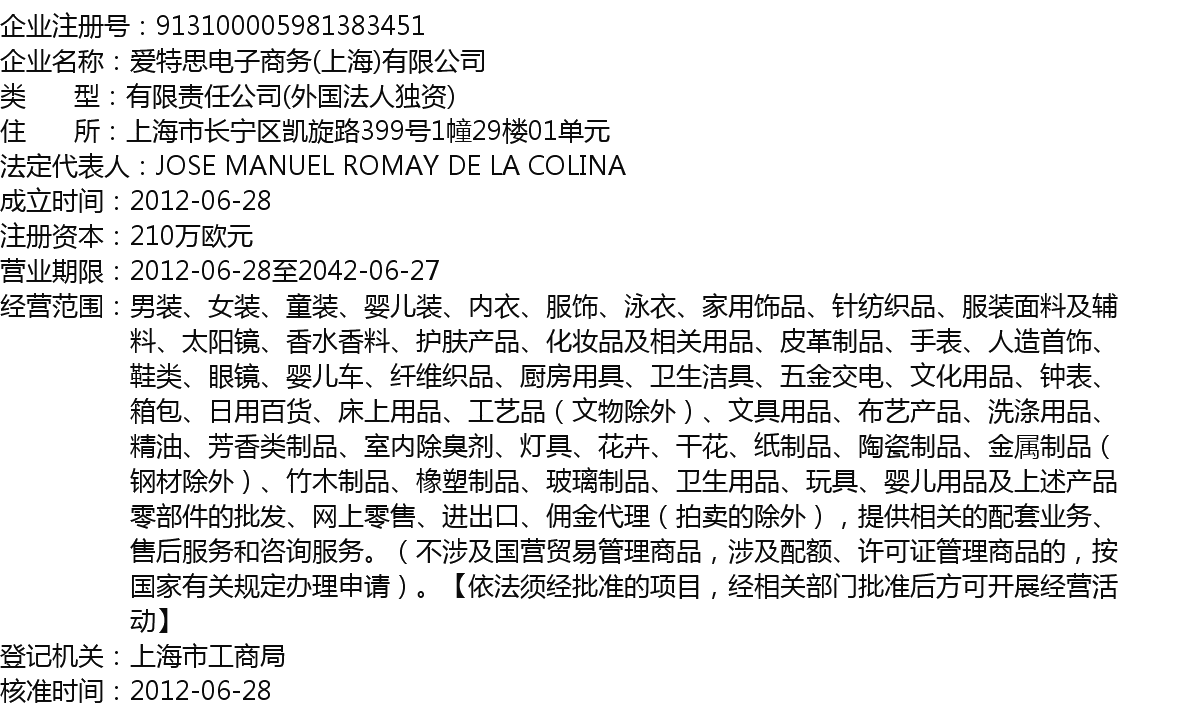 企业注册号：913100005981383451
企业名称：爱特思电子商务(上海)有限公司
类 型：有限责任公司(外国法人独资)
住 所：上海市长宁区凯旋路399号1幢29楼01单元
法定代表人：JOSE MANUEL ROMAY DE LA COLINA
成立时间：2012-06-28
注册资本：210万欧元
营业期限：2012-06-28至2042-06-27
经营范围：男装、女装、童装、婴儿装、内衣、服饰、泳衣、家用饰品、针纺织品、服装面料及辅
料、太阳镜、香水香料、护肤产品、化妆品及相关用品、皮革制品、手表、人造首饰、
鞋类、眼镜、婴儿车、纤维织品、厨房用具、卫生洁具、五金交电、文化用品、钟表、
箱包、日用百货、床上用品、工艺品（文物除外）、文具用品、布艺产品、洗涤用品、
精油、芳香类制品、室内除臭剂、灯具、花卉、干花、纸制品、陶瓷制品、金属制品（
钢材除外）、竹木制品、橡塑制品、玻璃制品、卫生用品、玩具、婴儿用品及上述产品
零部件的批发、网上零售、进出口、佣金代理（拍卖的除外），提供相关的配套业务、
售后服务和咨询服务。（不涉及国营贸易管理商品，涉及配额、许可证管理商品的，按
国家有关规定办理申请）。【依法须经批准的项目，经相关部门批准后方可开展经营活
动】
登记机关：上海市工商局
核准时间：2012-06-28